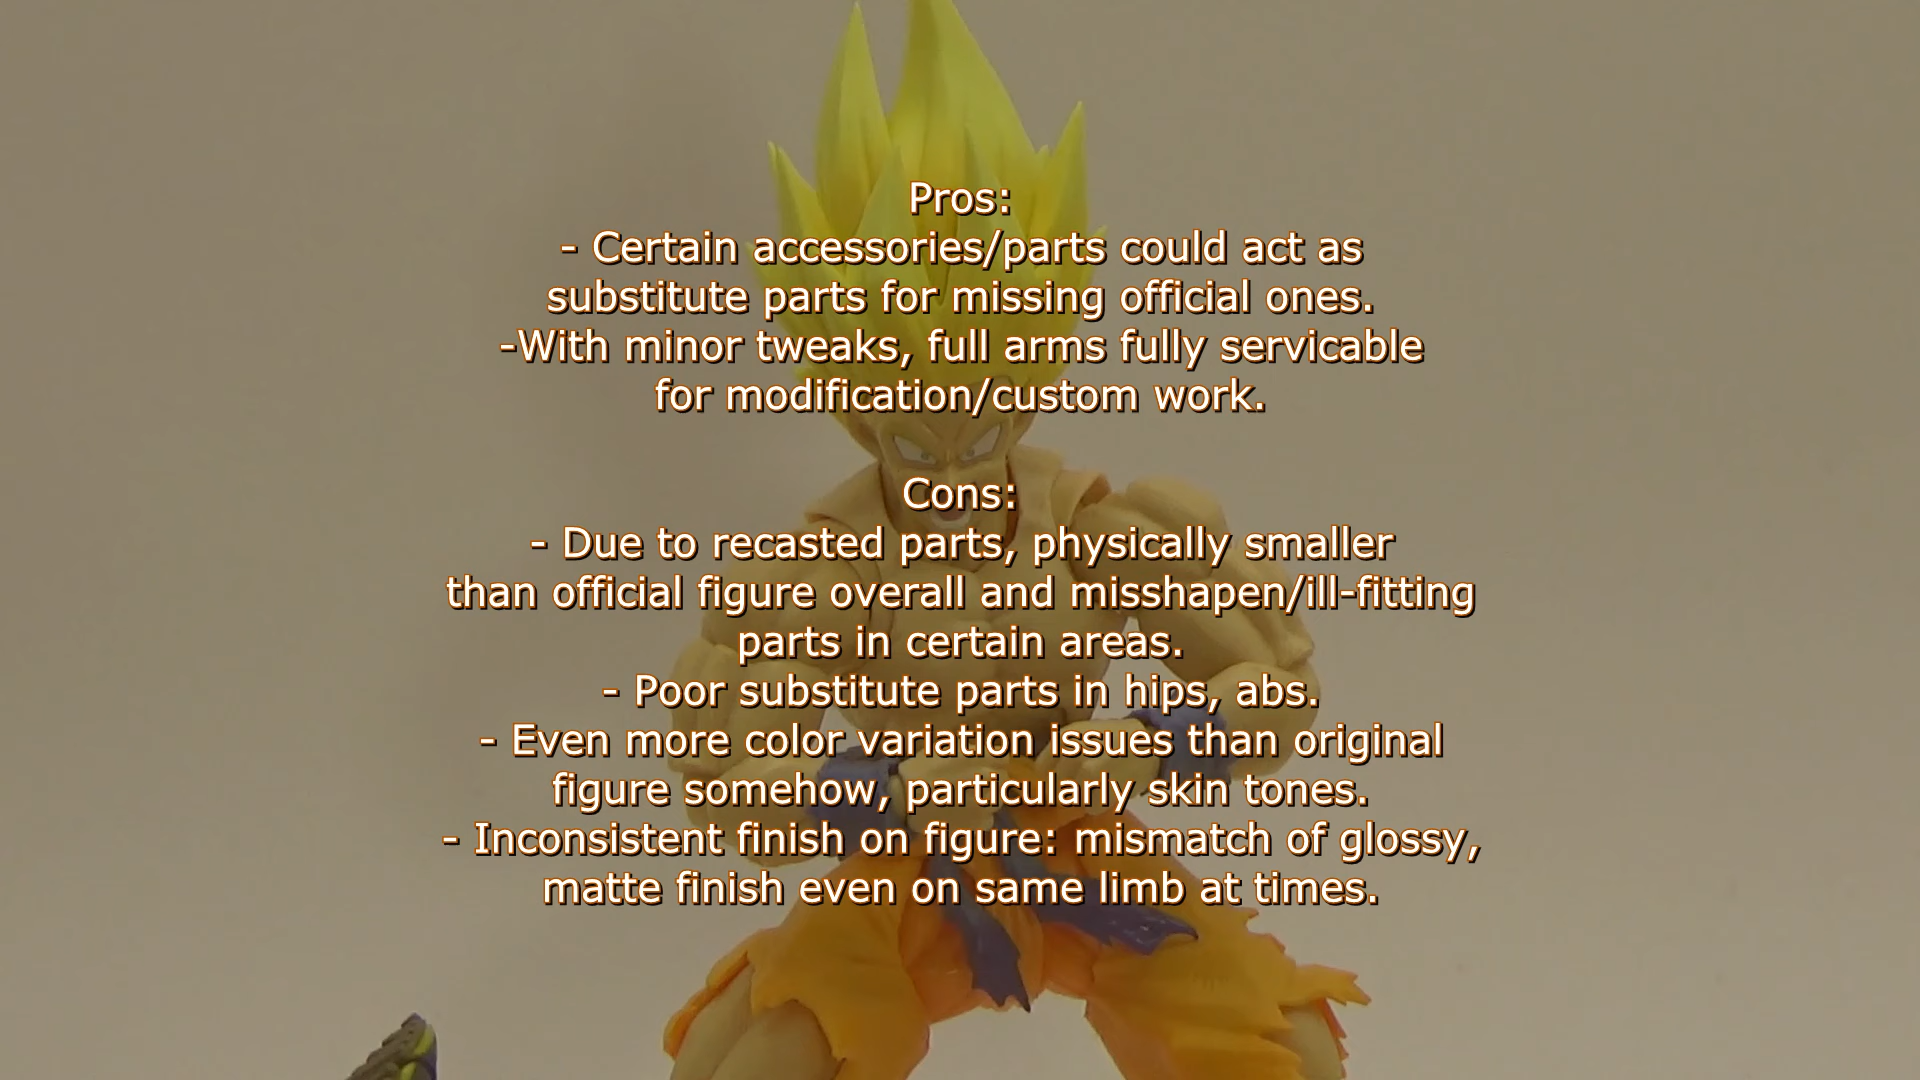 Pros:
- Certain accessories/parts could act as
substitute parts for missing official ones.
-With minor tweaks, full arms fully servicable
for modification/custom work.
Cons:
- Due to recasted parts, physically smaller
than official figure overall and misshapen/ill-fitting
parts in certain areas.
- Poor substitute parts in hips, abs.
- Even more color variation issues than original
figure somehow, particularly skin tones.
- Inconsistent finish on figure: mismatch of glossy,
matte finish even on same limb at times.